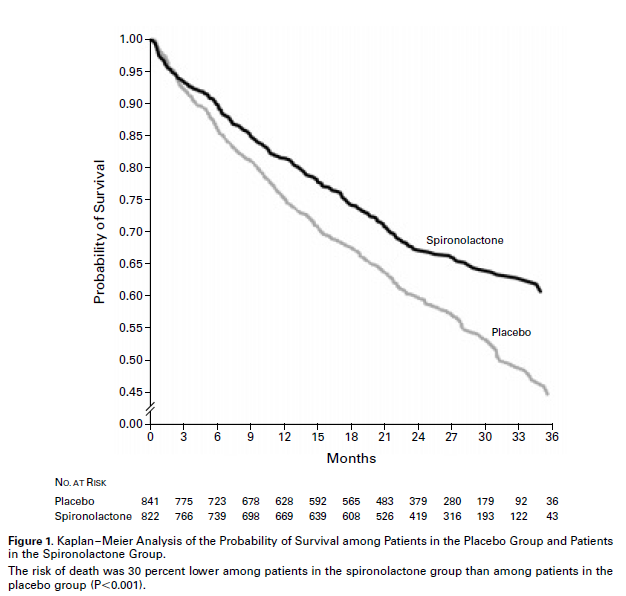 1.00
0.95
0.90
0.85
0.80
0.75
0.70
0.65
0.60
0.55
0.50
0.45
0.00
Probability of Survival
Spironolactone
Placebo
0 3 6 9 12 15 18 21 24 27 30 33 36
Months
NO. AT RISK
Placebo 841 775 723 678 628 592 565 483 379 280 179 92 36
Spironolactone 822 766 739 698 669 639 608 526 419 316 193 122 43
Figure 1. Kaplan–Meier Analysis of the Probability of Survival among Patients in the Placebo Group and Patients
in the Spironolactone Group.
The risk of death was 30 percent lower among patients in the spironolactone group than among patients in the
placebo group (P<0.001).